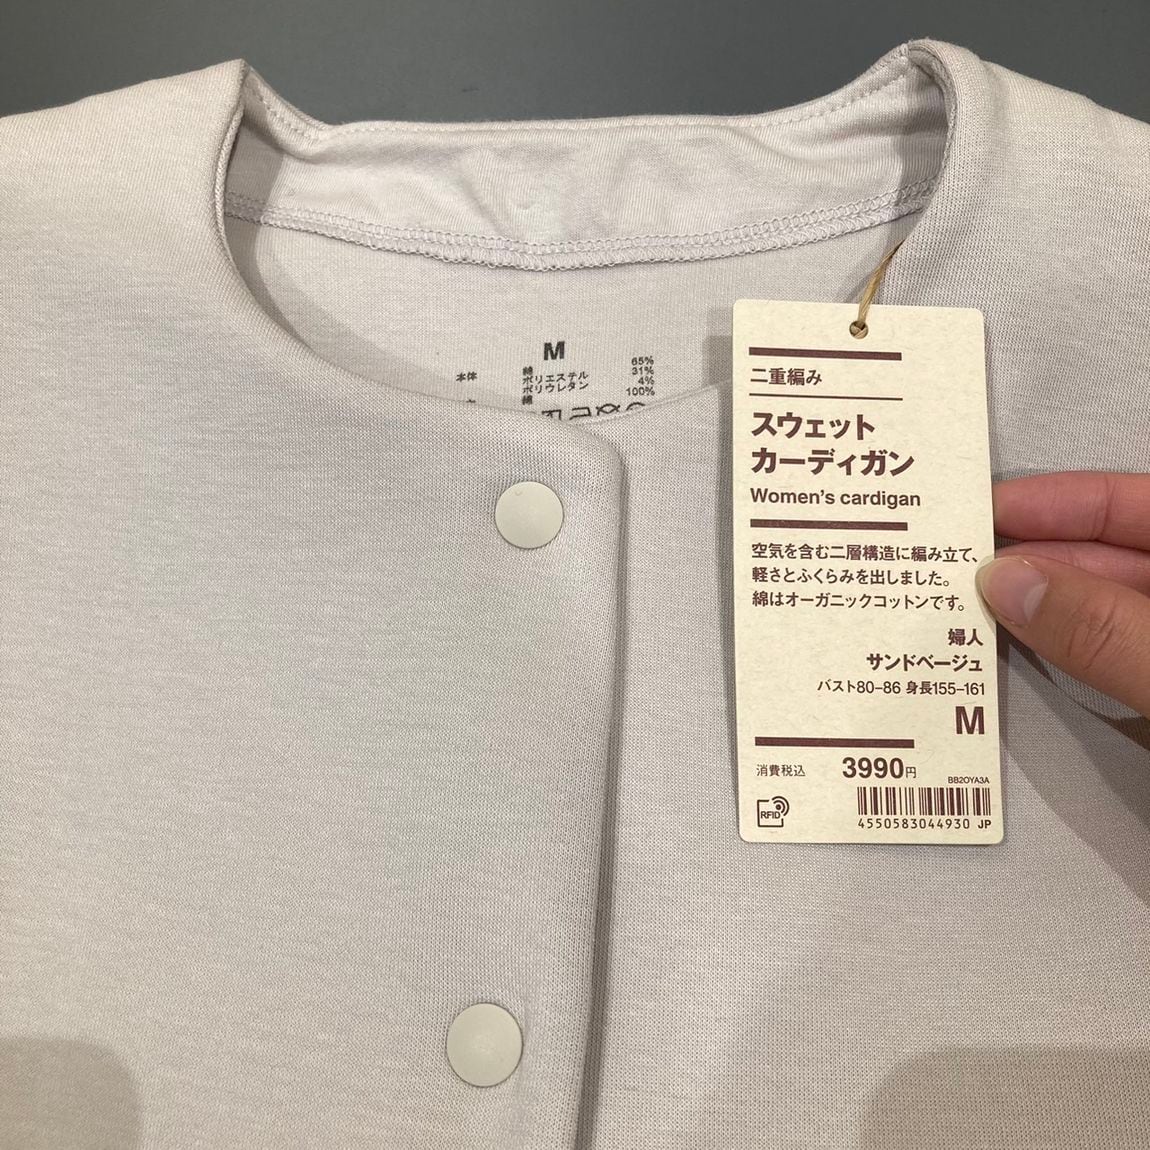 M
本体
綿 65%
ポリエステル 31%
ポリウレタン 4%
綿 100%
二重編み
スウェット
カーディガン
Women's cardigan
空気を含む二層構造に編み立て、
軽さとふくらみを出しました。
綿はオーガニックコットンです。
婦人
サンドベージュ
バスト80-86 身長155-161
M
消費税込 3990円
BB2OYA3A
RFID
4550583044930 JP